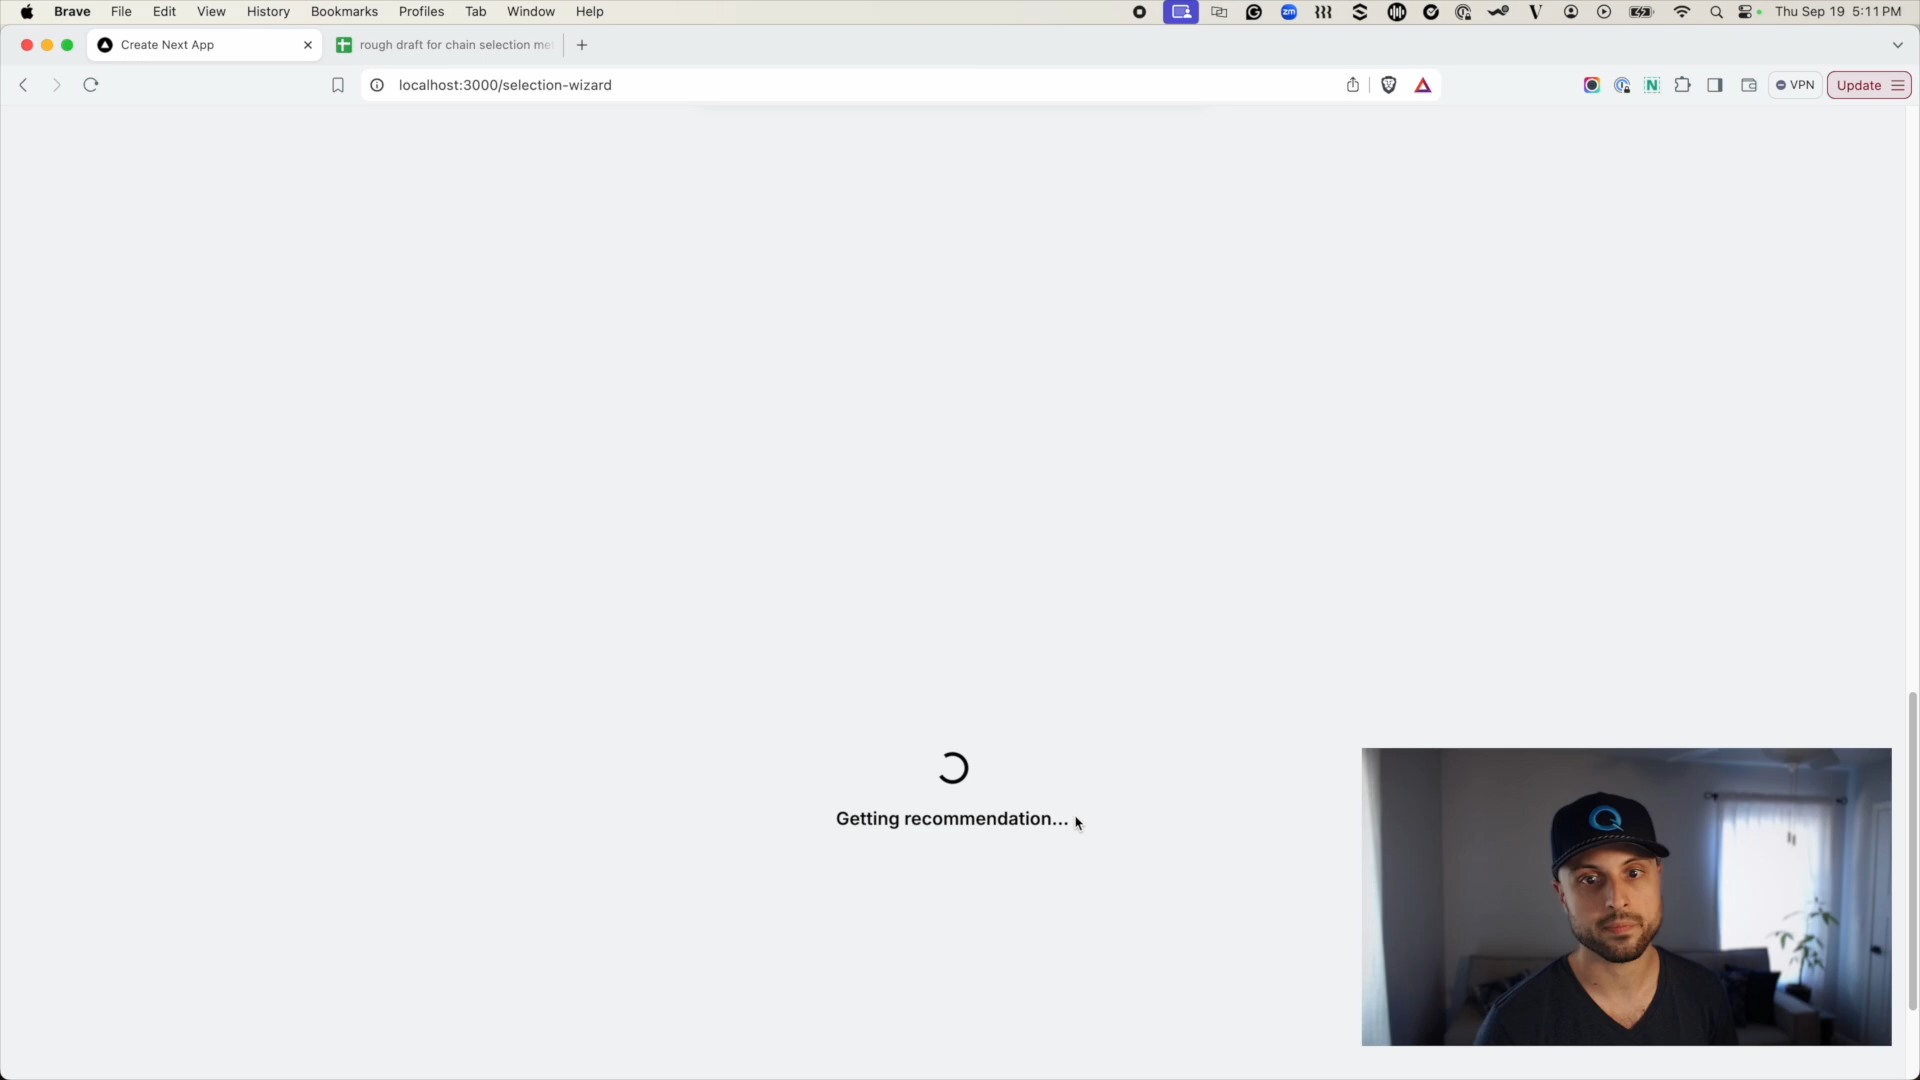 Brave File Edit View History Bookmarks Profiles Tab Window Help
zm
V
Thu Sep 19 5:11 PM
Create Next App
rough draft for chain selection me
localhost:3000/selection-wizard
N
VPN
Update
Getting recommendation...